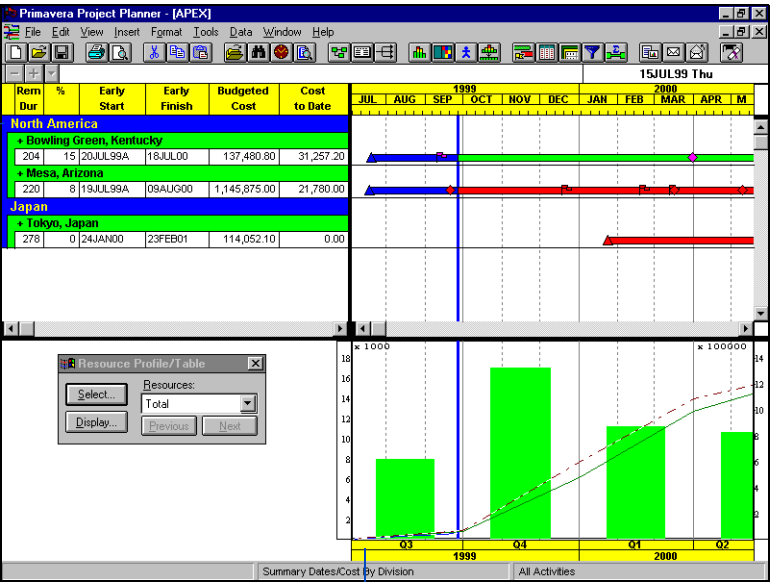 Primavera Project Planner - [APEX]
File Edit View Insert Format Tools Data Window Help
15JUL99 Thu
Rem Dur % Early Start Early Finish Budgeted Cost Cost to Date
1999 2000
JUL AUG SEP OCT NOV DEC JAN FEB MAR APR M
North America
+ Bowling Green, Kentucky
204 15 20JUL99A 18JUL00 137,480.80 31,257.20
+ Mesa, Arizona
220 8 19JUL99A 09AUG00 1,145,875.00 21,780.00
Japan
+ Tokyo, Japan
278 0 24JAN00 23FEB01 114,052.10 0.00
Resource Profile/Table
Select...
Resources:
Total
Display...
Previous Next
x 1000 x 100000
18 14
16 12
14 10
12 8
10 6
8 4
6 2
4
2
Q3 Q4 Q1 Q2
1999 2000
Summary Dates/Cost By Division All Activities